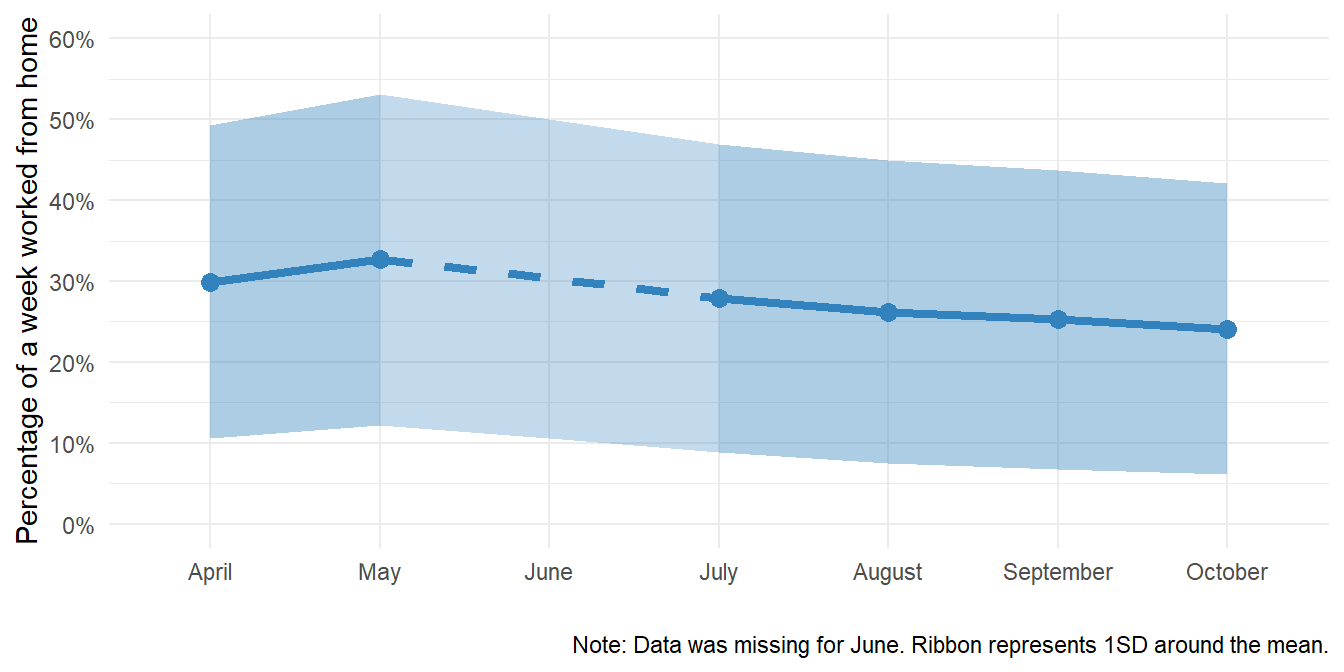 Percentage of a week worked from home
60%
50%
40%
30%
20%
10%
0%
April May June July August September October
Note: Data was missing for June. Ribbon represents 1SD around the mean.